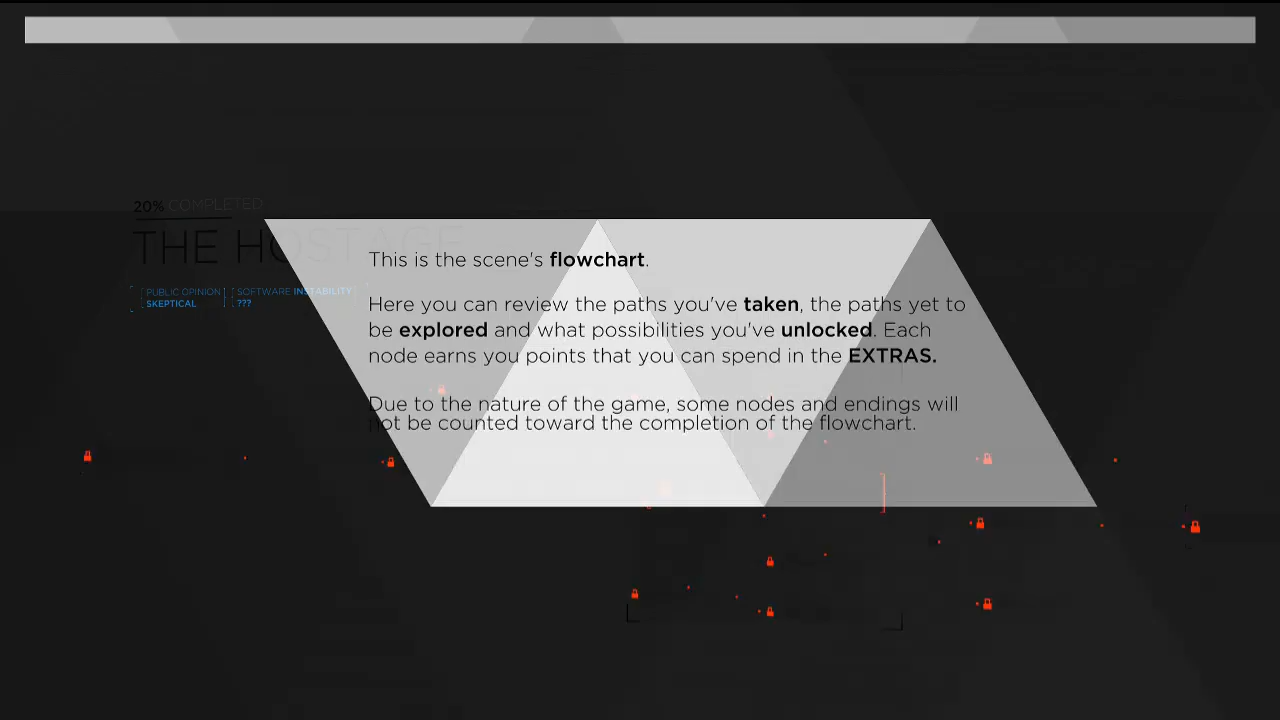 20% COMPLETED
THE HOSTAGE
PUBLIC OPINION
SKEPTICAL
SOFTWARE INSTABILITY
???
This is the scene's flowchart.
Here you can review the paths you've taken, the paths yet to
be explored and what possibilities you've unlocked. Each
node earns you points that you can spend in the EXTRAS.
Due to the nature of the game, some nodes and endings will
not be counted toward the completion of the flowchart.